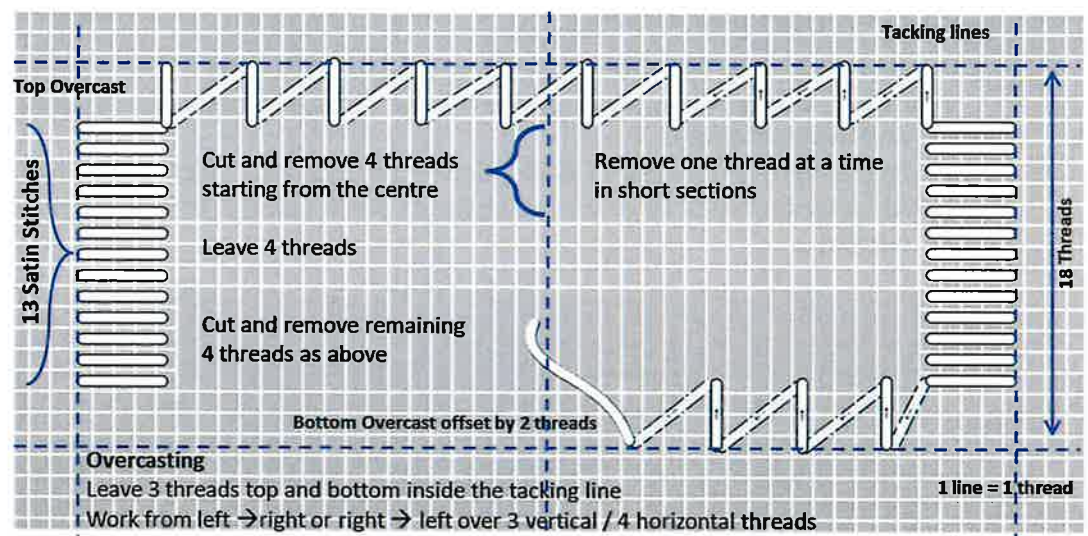 Tacking lines
Top Overcast
13 Satin Stitches
Cut and remove 4 threads
starting from the centre
Remove one thread at a time
in short sections
Leave 4 threads
18 Threads
Cut and remove remaining
4 threads as above
Bottom Overcast offset by 2 threads
Overcasting
Leave 3 threads top and bottom inside the tacking line
1 line = 1 thread
Work from left →right or right → left over 3 vertical / 4 horizontal threads